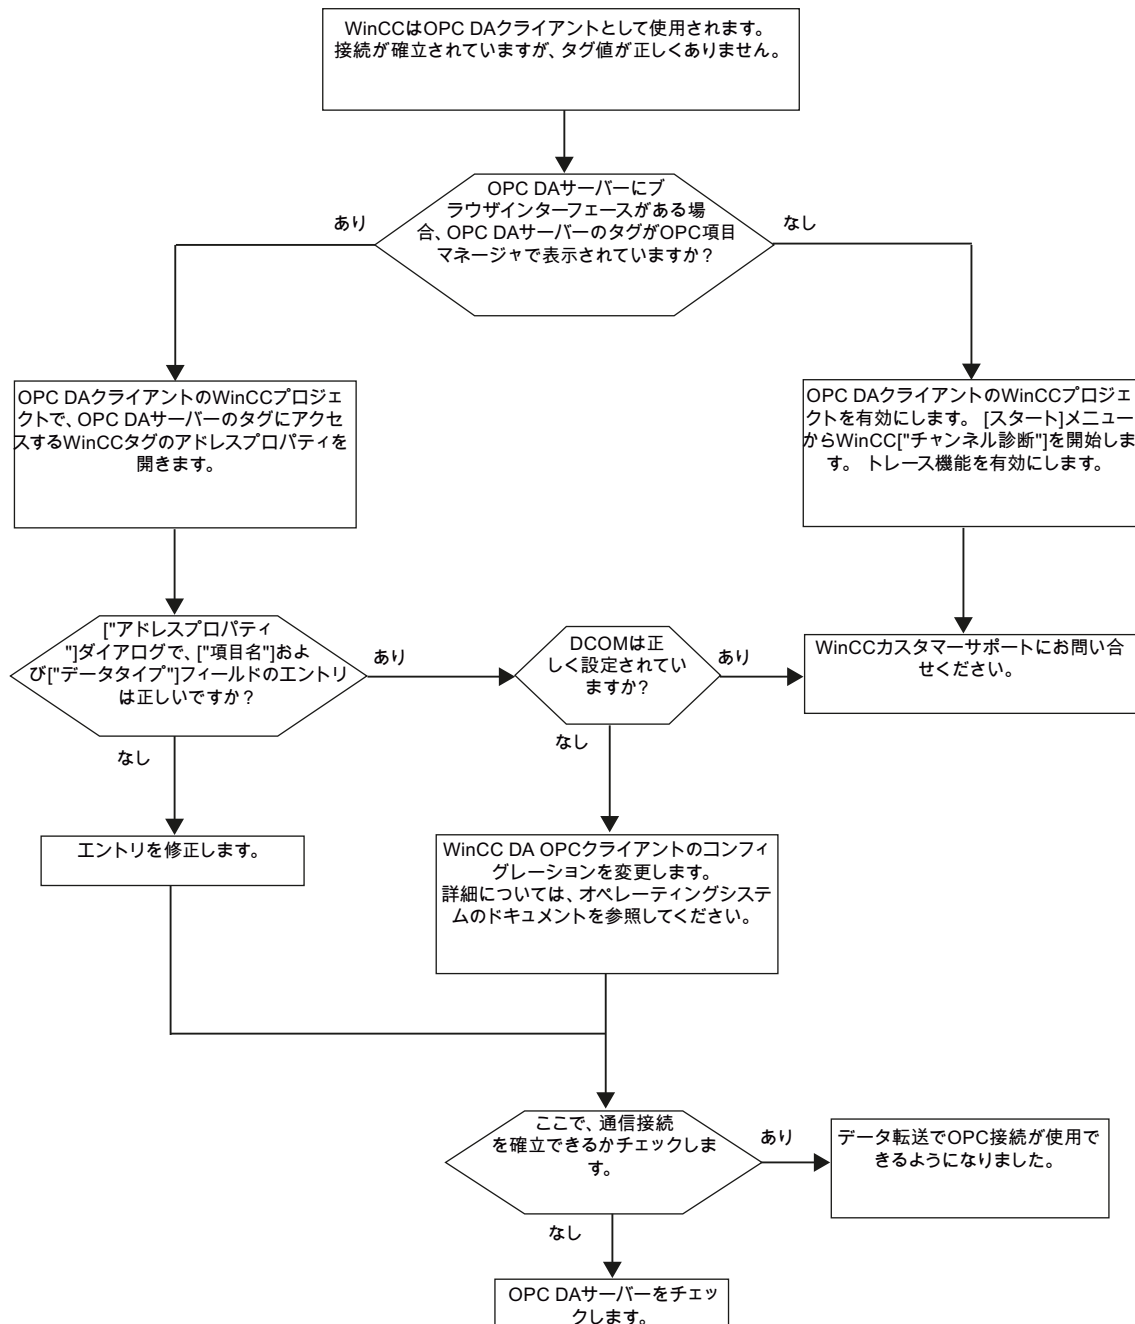 WinCCはOPC DAクライアントとして使用されます。
接続が確立されていますが、タグ値が正しくありません。
OPC DAサーバーにブ
ラウザインターフェースがある場
合、OPC DAサーバーのタグがOPC項目
マネージャで表示されていますか？
あり
なし
OPC DAクライアントのWinCCプロジェ
クトで、OPC DAサーバーのタグにアクセ
スするWinCCタグのアドレスプロパティを
開きます。
OPC DAクライアントのWinCCプロジェ
クトを有効にします。 [スタート]メニュー
からWinCC["チャンネル診断"]を開始しま
す。 トレース機能を有効にします。
["アドレスプロパティ
"]ダイアログで、["項目名"]およ
び["データタイプ"]フィールドのエントリ
は正しいですか？
あり
なし
DCOMは正
しく設定されてい
ますか?
あり
なし
WinCCカスタマーサポートにお問い合
せください。
エントリを修正します。
WinCC DA OPCクライアントのコンフィ
グレーションを変更します。
詳細については、オペレーティングシステ
ムのドキュメントを参照してください。
ここで、通信接続
を確立できるかチェックしま
す。
あり
なし
データ転送でOPC接続が使用で
きるようになりました。
OPC DAサーバーをチェッ
クします。